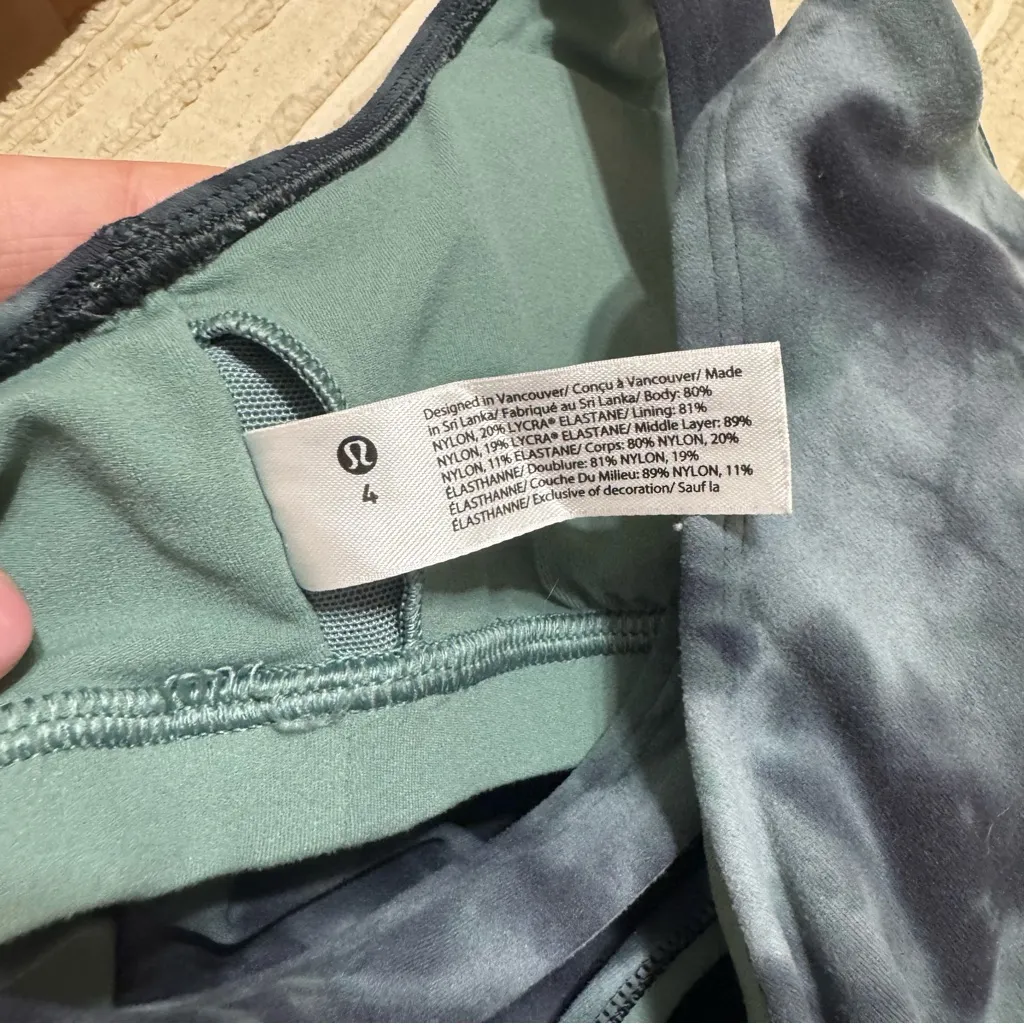 4
Designed in Vancouver/ Conçu à Vancouver/ Made
in Sri Lanka/ Fabriqué au Sri Lanka/ Body: 80%
NYLON, 20% LYCRA® ELASTANE/ Lining: 81%
NYLON, 19% LYCRA® ELASTANE/ Middle Layer: 89%
NYLON, 11% ELASTANE/ Corps: 80% NYLON, 20%
ÉLASTHANNE/ Doublure: 81% NYLON, 19%
ÉLASTHANNE/ Couche Du Milieu: 89% NYLON, 11%
ÉLASTHANNE/ Exclusive of decoration/ Sauf la